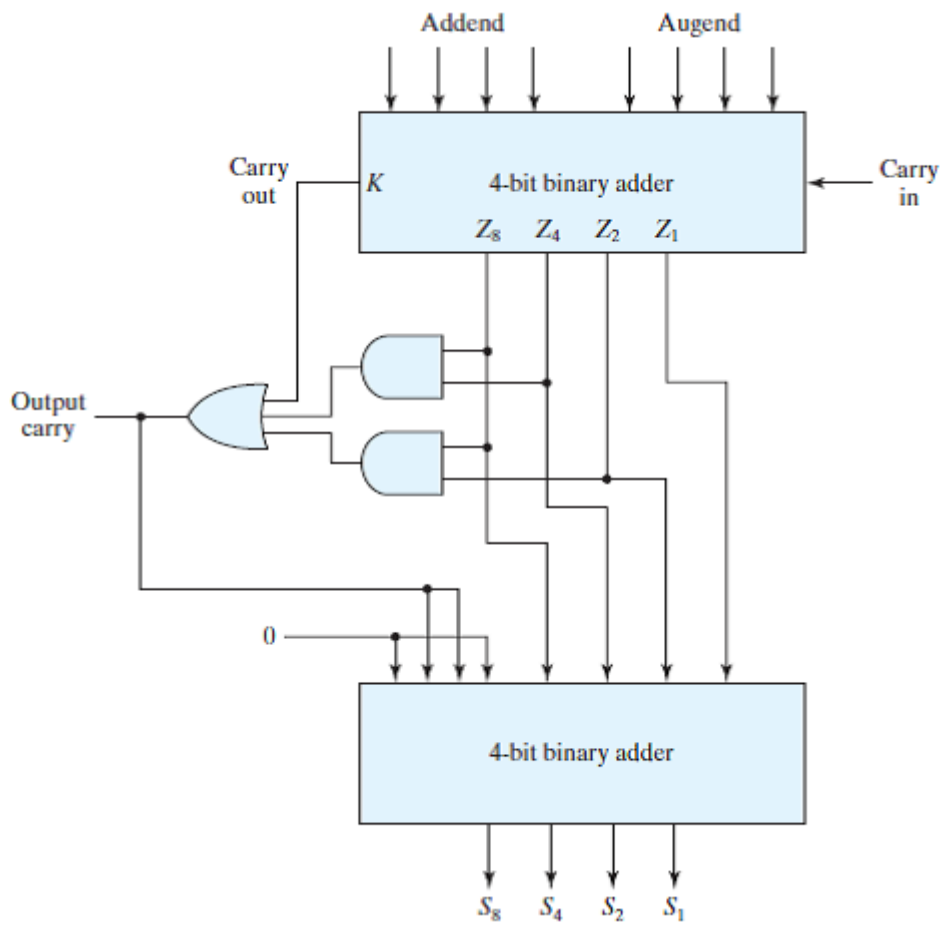 Addend Augend
Carry
out
K 4-bit binary adder
Carry
in
Z₈ Z₄ Z₂ Z₁
Output
carry
0
4-bit binary adder
S₈ S₄ S₂ S₁